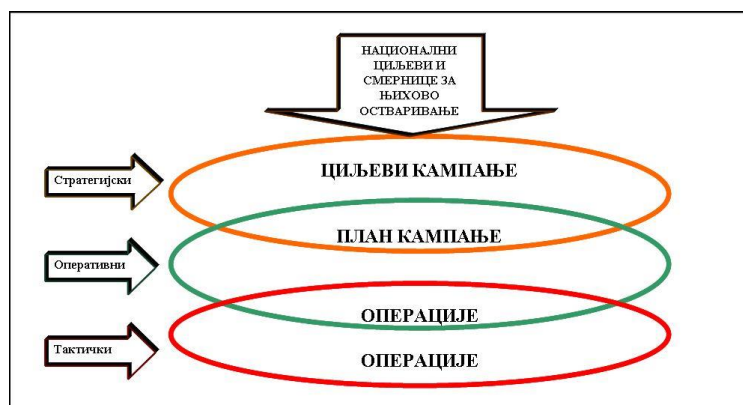 НАЦИОНАЛНИ
ЦИЉЕВИ И
СМЕРНИЦЕ ЗА
ЊИХОВО
ОСТВАРИВАЊЕ
Стратегијски
ЦИЉЕВИ КАМПАЊЕ
ПЛАН КАМПАЊЕ
Оперативни
ОПЕРАЦИЈЕ
Тактички
ОПЕРАЦИЈЕ